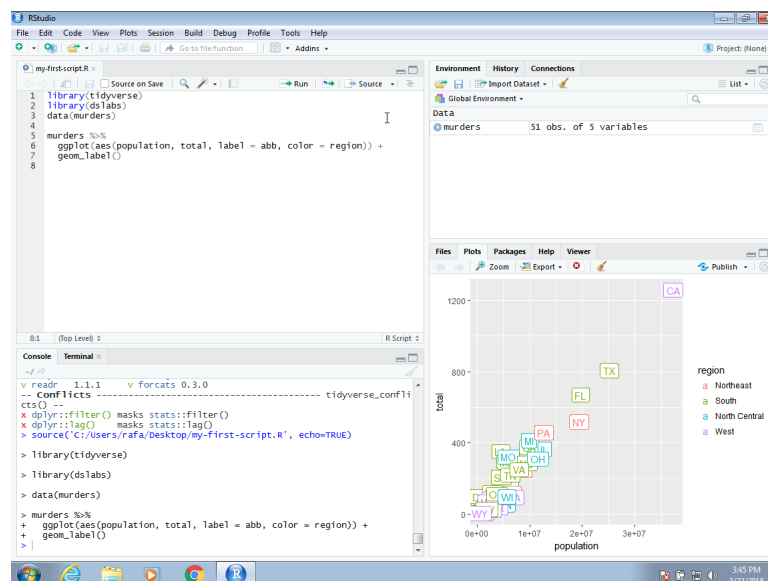 RStudio
File Edit Code View Plots Session Build Debug Profile Tools Help
Go to file/function Addins Project: (None)
my-first-script.R
Source on Save Run Source
1 library(tidyverse)
2 library(dslabs)
3 data(murders)
4
5 murders %>%
6 ggplot(aes(population, total, label = abb, color = region)) +
7 geom_label()
8
8:1 (Top Level) R Script
Console Terminal
~/
v readr 1.1.1 v forcats 0.3.0
-- Conflicts ---------------------------------------- tidyverse_confli
cts() --
x dplyr::filter() masks stats::filter()
x dplyr::lag() masks stats::lag()
> source('C:/Users/rafa/Desktop/my-first-script.R', echo=TRUE)
> library(tidyverse)
> library(dslabs)
> data(murders)
> murders %>%
+ ggplot(aes(population, total, label = abb, color = region)) +
+ geom_label()
>
Environment History Connections
Import Dataset List
Global Environment
Data
murders 51 obs. of 5 variables
Files Plots Packages Help Viewer
Zoom Export Publish
CA
1200
TX
800
FL
NY
PA
400
MI
MO OH
VA
WI
WY
0
0e+00 1e+07 2e+07 3e+07
population
total
region
a Northeast
a South
a North Central
a West
3:45 PM